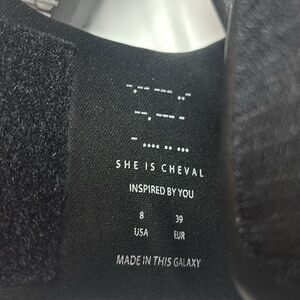 -.-- --- ..-
--. --- -
- .... .. ...
SHE IS CHEVAL
INSPIRED BY YOU
8 39
USA EUR
MADE IN THIS GALAXY